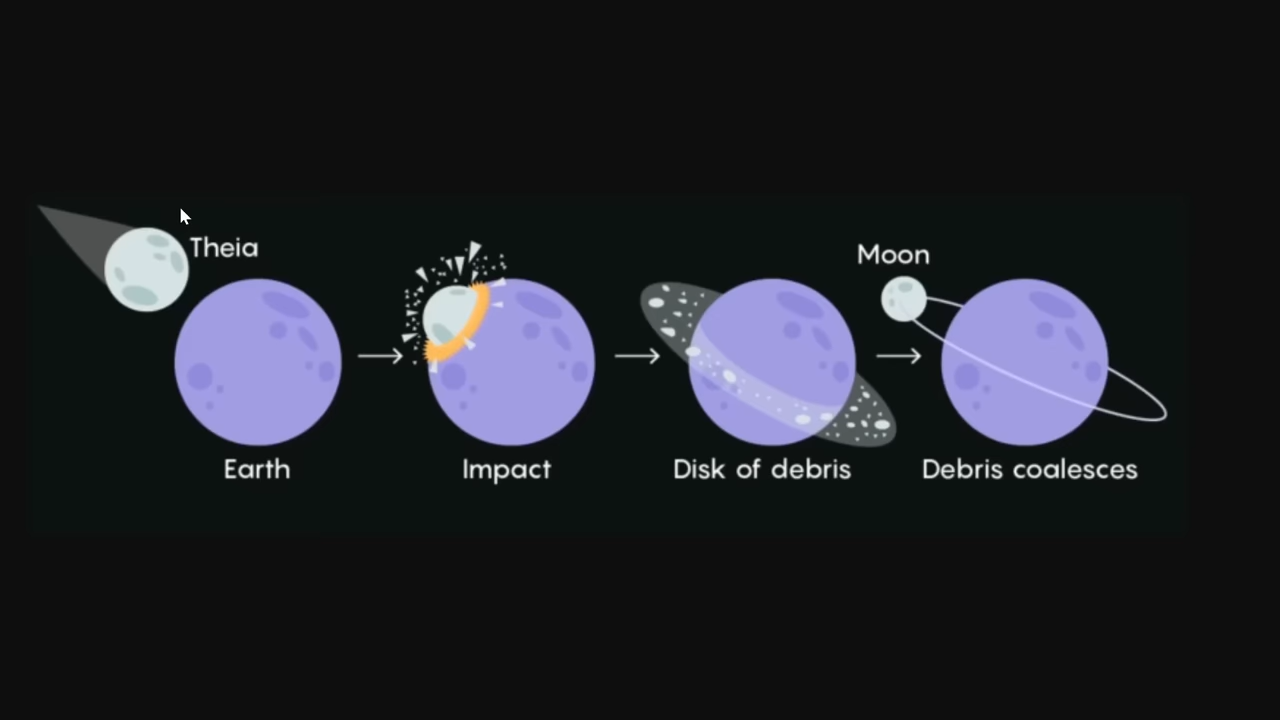 Theia
Moon
Earth
Impact
Disk of debris
Debris coalesces